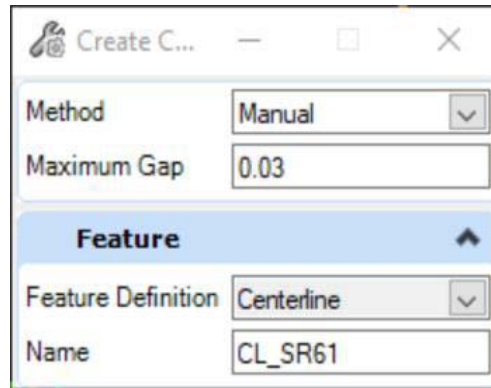 Create C...
Method Manual
Maximum Gap 0.03
Feature
Feature Definition Centerline
Name CL_SR61